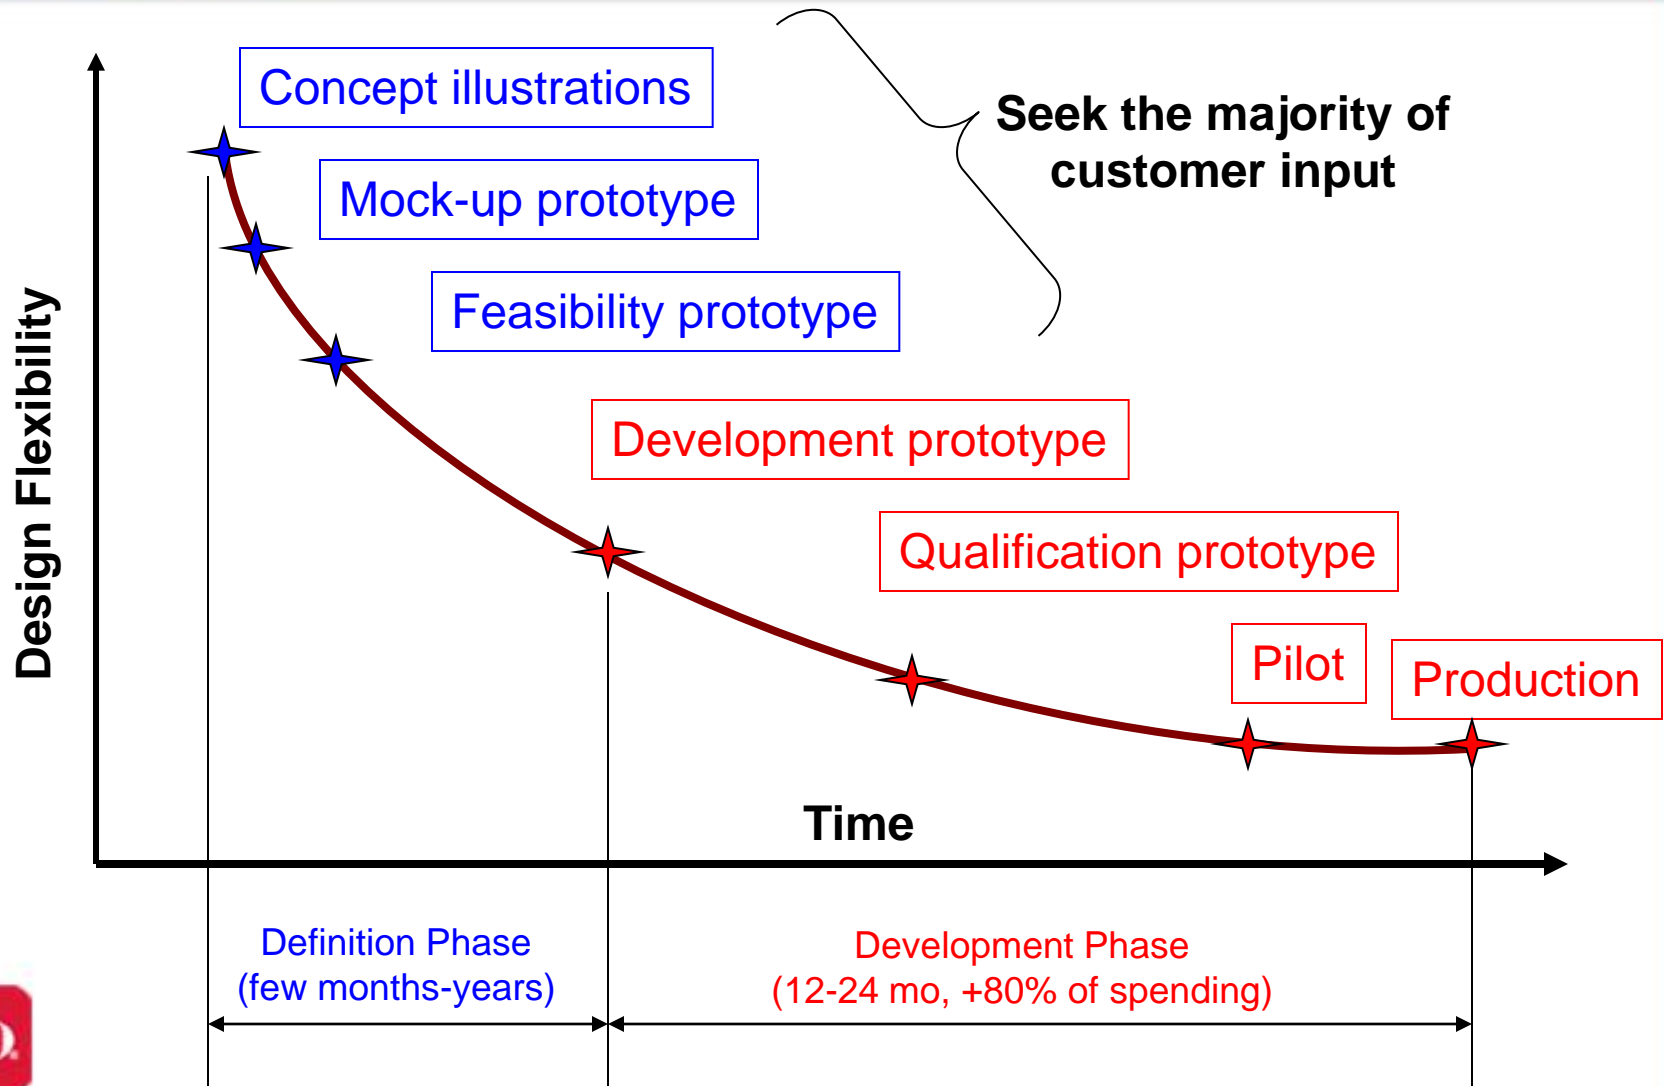 Concept illustrations
Seek the majority of
customer input
Mock-up prototype
Feasibility prototype
Design Flexibility
Development prototype
Qualification prototype
Pilot
Production
Time
Definition Phase
(few months-years)
Development Phase
(12-24 mo, +80% of spending)